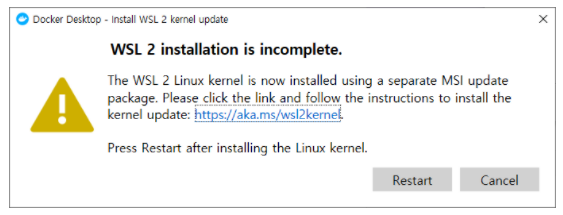 Docker Desktop - Install WSL 2 kernel update
WSL 2 installation is incomplete.
The WSL 2 Linux kernel is now installed using a separate MSI update
package. Please click the link and follow the instructions to install the
kernel update: https://aka.ms/wsl2kernel.
Press Restart after installing the Linux kernel.
Restart Cancel